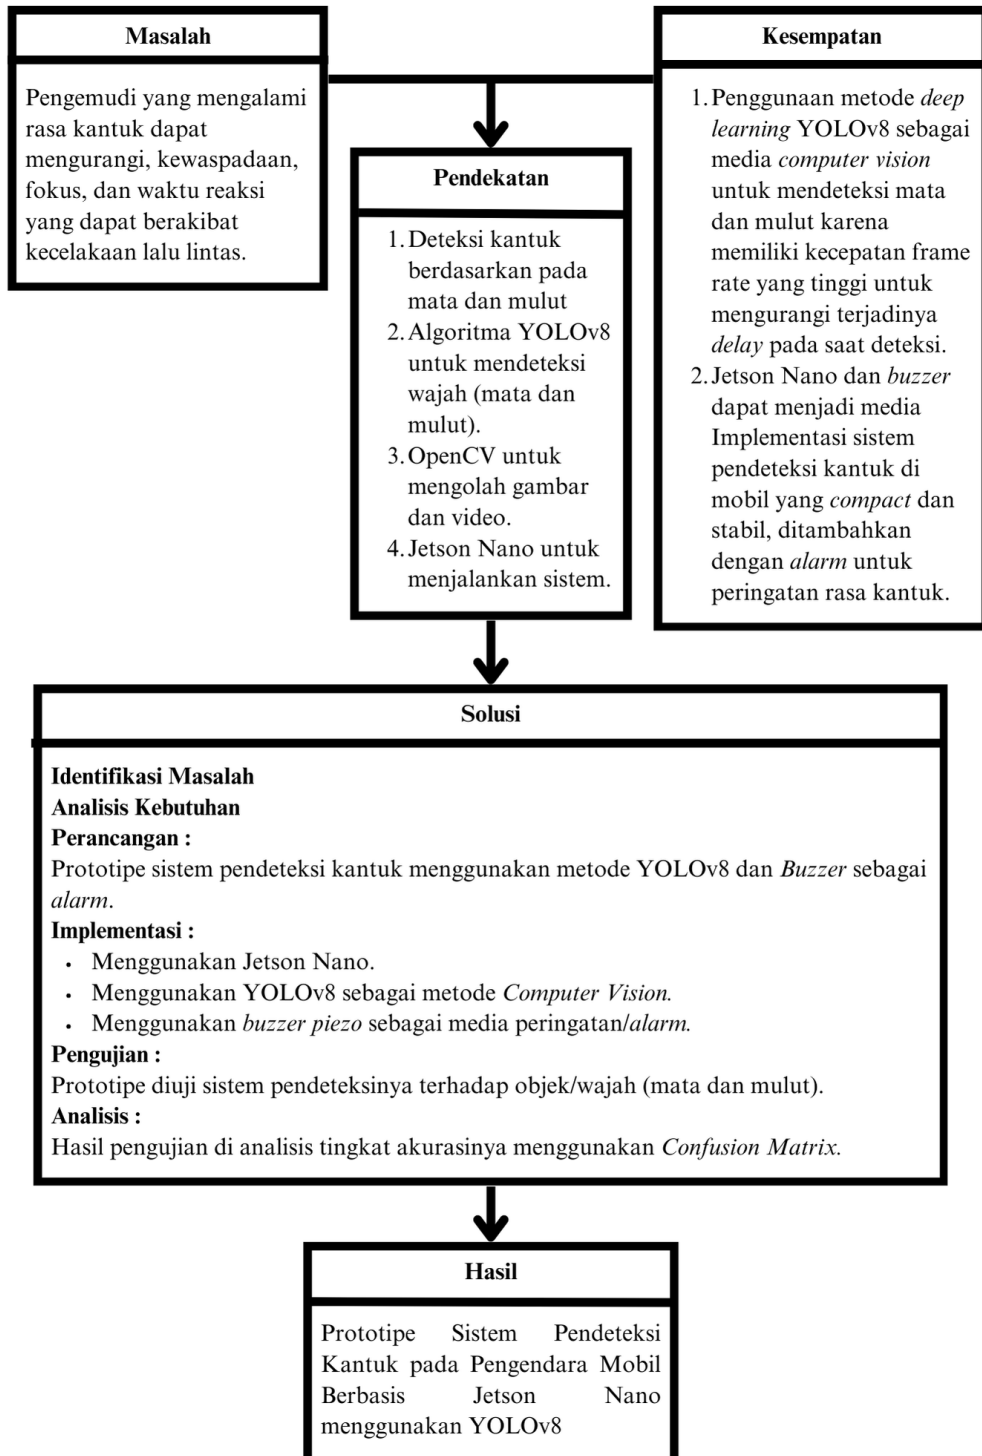 Masalah
Pengemudi yang mengalami
rasa kantuk dapat
mengurangi, kewaspadaan,
fokus, dan waktu reaksi
yang dapat berakibat
kecelakaan lalu lintas.
Kesempatan
1. Penggunaan metode deep
learning YOLOv8 sebagai
media computer vision
untuk mendeteksi mata
dan mulut karena
memiliki kecepatan frame
rate yang tinggi untuk
mengurangi terjadinya
delay pada saat deteksi.
2. Jetson Nano dan buzzer
dapat menjadi media
Implementasi sistem
pendeteksi kantuk di
mobil yang compact dan
stabil, ditambahkan
dengan alarm untuk
peringatan rasa kantuk.
Pendekatan
1. Deteksi kantuk
berdasarkan pada
mata dan mulut
2. Algoritma YOLOv8
untuk mendeteksi
wajah (mata dan
mulut).
3. OpenCV untuk
mengolah gambar
dan video.
4. Jetson Nano untuk
menjalankan sistem.
Solusi
Identifikasi Masalah
Analisis Kebutuhan
Perancangan :
Prototipe sistem pendeteksi kantuk menggunakan metode YOLOv8 dan Buzzer sebagai
alarm.
Implementasi :
• Menggunakan Jetson Nano.
• Menggunakan YOLOv8 sebagai metode Computer Vision.
• Menggunakan buzzer piezo sebagai media peringatan/alarm.
Pengujian :
Prototipe diuji sistem pendeteksinya terhadap objek/wajah (mata dan mulut).
Analisis :
Hasil pengujian di analisis tingkat akurasinya menggunakan Confusion Matrix.
Hasil
Prototipe Sistem Pendeteksi
Kantuk pada Pengendara Mobil
Berbasis Jetson Nano
menggunakan YOLOv8